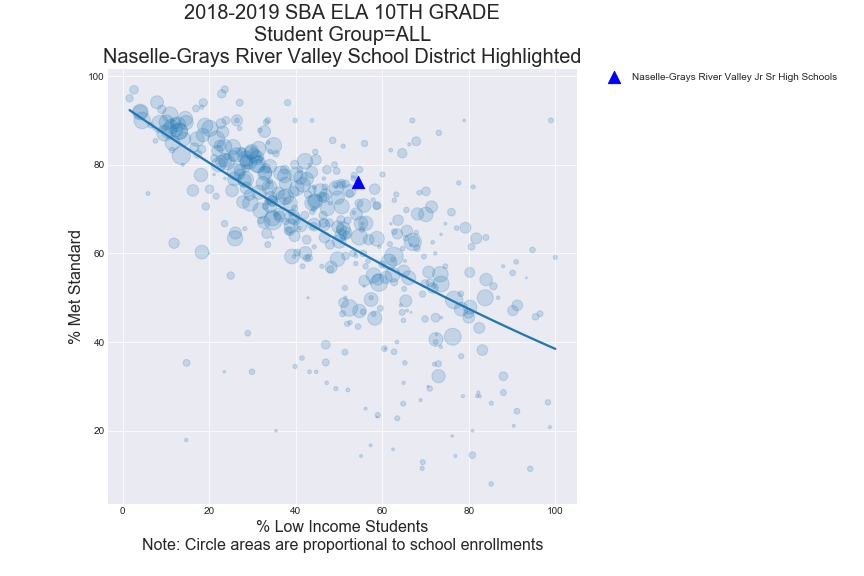 2018-2019 SBA ELA 10TH GRADE
Student Group=ALL
Naselle-Grays River Valley School District Highlighted
Naselle-Grays River Valley Jr Sr High Schools
% Met Standard
100
80
60
40
20
0 20 40 60 80 100
% Low Income Students
Note: Circle areas are proportional to school enrollments